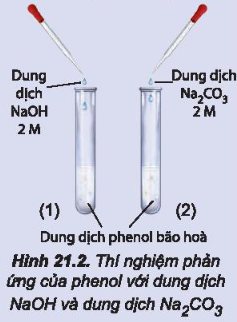 Dung
dịch
NaOH
2 M
Dung dịch
Na₂CO₃
2 M
(1)
(2)
Dung dịch phenol bão hoà
Hình 21.2. Thí nghiệm phản
ứng của phenol với dung dịch
NaOH và dung dịch Na₂CO₃